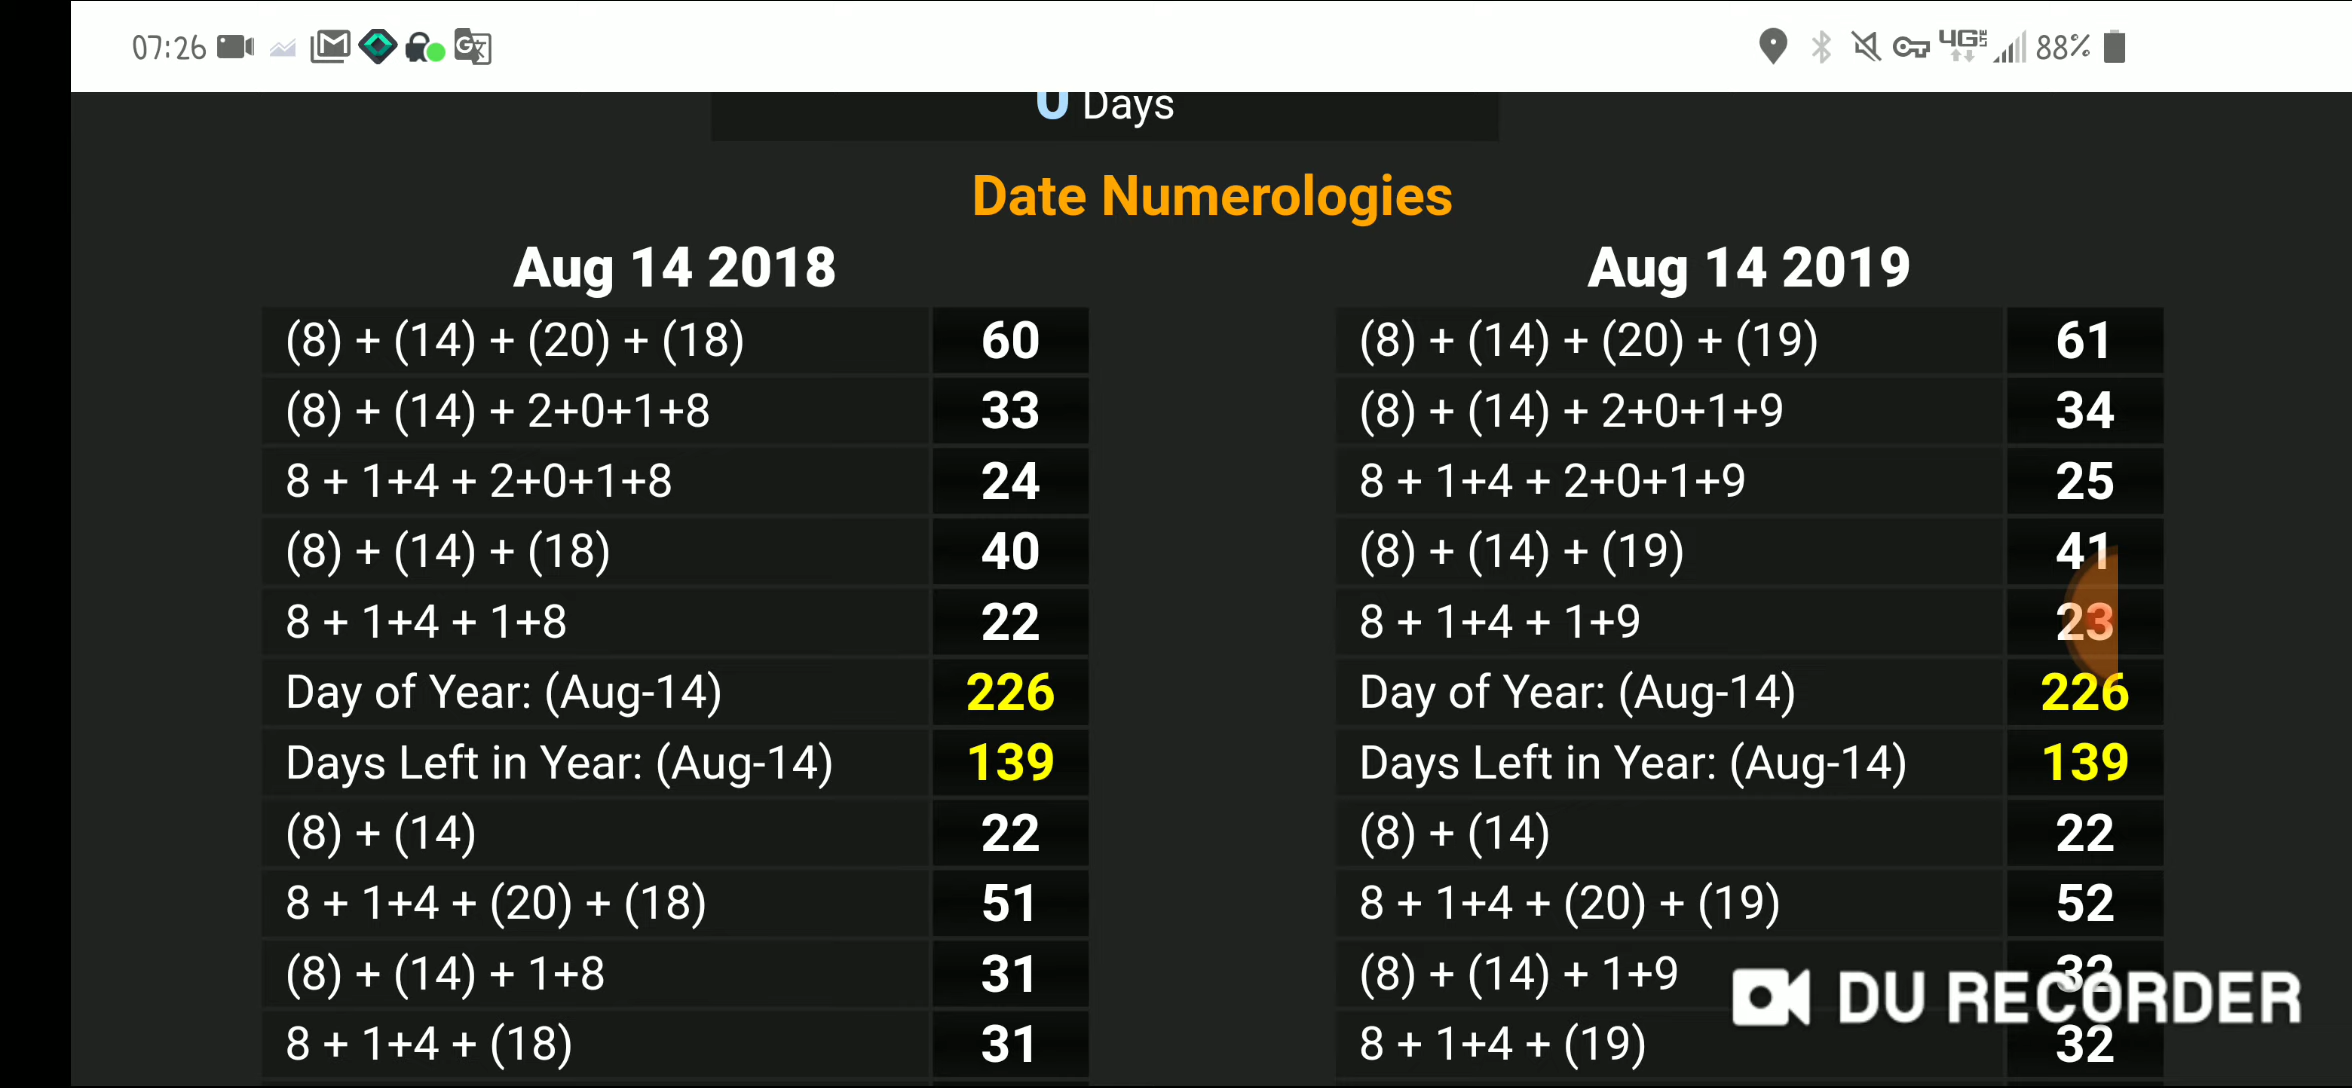 07:26 4G LTE 88%
0 Days
Date Numerologies
Aug 14 2018
(8) + (14) + (20) + (18) 60
(8) + (14) + 2+0+1+8 33
8 + 1+4 + 2+0+1+8 24
(8) + (14) + (18) 40
8 + 1+4 + 1+8 22
Day of Year: (Aug-14) 226
Days Left in Year: (Aug-14) 139
(8) + (14) 22
8 + 1+4 + (20) + (18) 51
(8) + (14) + 1+8 31
8 + 1+4 + (18) 31
Aug 14 2019
(8) + (14) + (20) + (19) 61
(8) + (14) + 2+0+1+9 34
8 + 1+4 + 2+0+1+9 25
(8) + (14) + (19) 41
8 + 1+4 + 1+9 23
Day of Year: (Aug-14) 226
Days Left in Year: (Aug-14) 139
(8) + (14) 22
8 + 1+4 + (20) + (19) 52
(8) + (14) + 1+9 32
8 + 1+4 + (19) 32
DU RECORDER